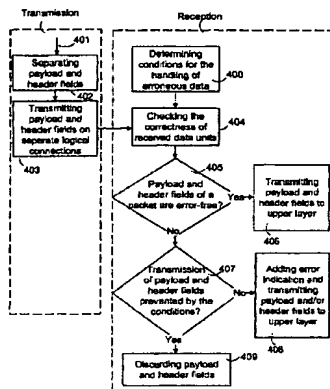 Transmission
401
Separating
payload and
header fields
402
Transmitting
payload and
header fields on
separate logical
connections
403
Reception
Determining
conditions for the
handling of
erroneous data
400
Checking the
correctness of
received data units
404
405
Payload and
header fields of a
packet are error-free?
Yes
Transmitting
payload and
header fields to
upper layer
406
No
Transmission
of payload and
header fields
prevented by the
conditions?
407
No
Adding error
indication and
transmitting
payload and/or
header fields to
upper layer
408
Yes
Discarding payload
and header fields
409